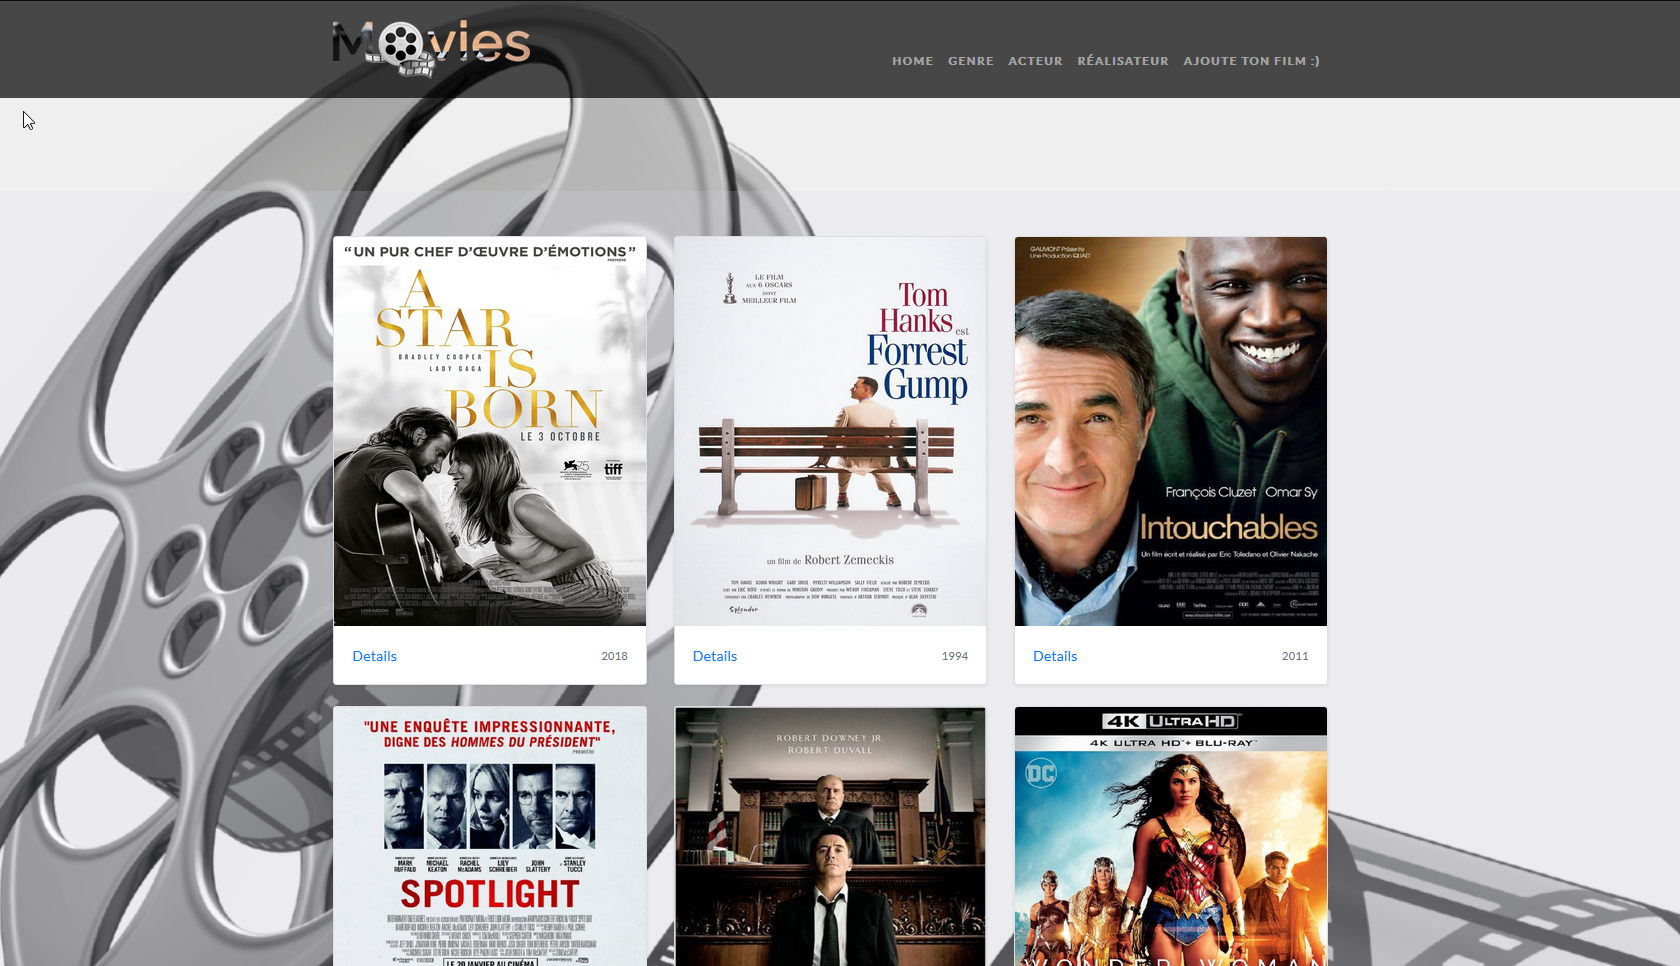 Movies
HOME GENRE ACTEUR RÉALISATEUR AJOUTE TON FILM :)
“UN PUR CHEF D’ŒUVRE D’ÉMOTIONS”
PREMIÈRE
A
STAR
BRADLEY COOPER
LADY GAGA
IS
BORN
LE 3 OCTOBRE
75
tiff
LIVE NATION
Details 2018
LE FILM
AUX 6 OSCARS
DONT
MEILLEUR FILM
Tom
Hanks est
Forrest
Gump
un film de Robert Zemeckis
Splendor
Details 1994
GAUMONT Présente
Une Production QUAD
François Cluzet Omar Sy
Intouchables
Un film écrit et réalisé par Eric Toledano et Olivier Nakache
Details 2011
"UNE ENQUÊTE IMPRESSIONNANTE,
DIGNE DES HOMMES DU PRÉSIDENT"
PREMIÈRE
MARK RUFFALO
MICHAEL KEATON
RACHEL McADAMS
LIEV SCHREIBER
JOHN SLATTERY
STANLEY TUCCI
SPOTLIGHT
LE 20 JANVIER AU CINÉMA
ROBERT DOWNEY JR.
ROBERT DUVALL
4K ULTRA HD
4K ULTRA HD + BLU-RAY
DC
WONDER WOMAN